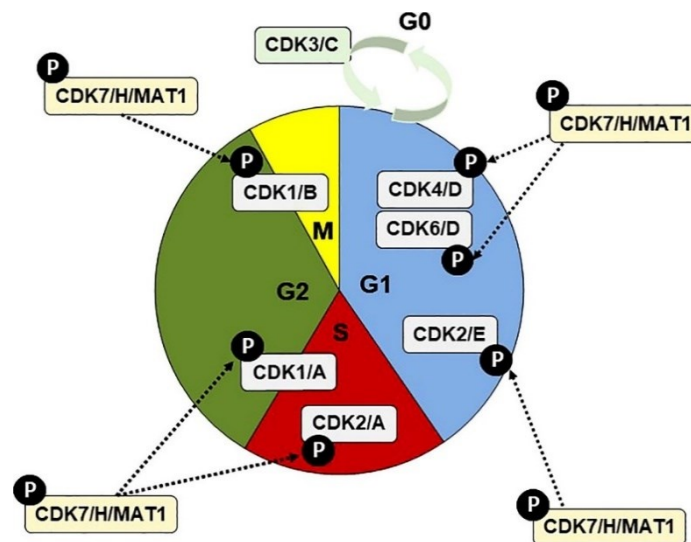 G0
CDK3/C
P
CDK7/H/MAT1
P
CDK7/H/MAT1
P
CDK1/B
P
CDK4/D
CDK6/D
P
M
G2
G1
S
CDK2/E
P
P
CDK1/A
CDK2/A
P
P
CDK7/H/MAT1
P
CDK7/H/MAT1